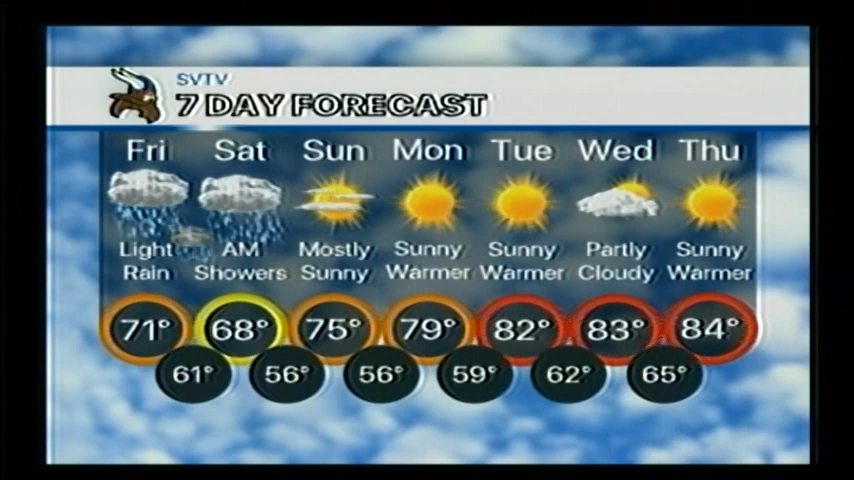 SVTV
7 DAY FORECAST
Fri Sat Sun Mon Tue Wed Thu
Light AM Mostly Sunny Sunny Partly Sunny
Rain Showers Sunny Warmer Warmer Cloudy Warmer
71° 68° 75° 79° 82° 83° 84°
61° 56° 56° 59° 62° 65°